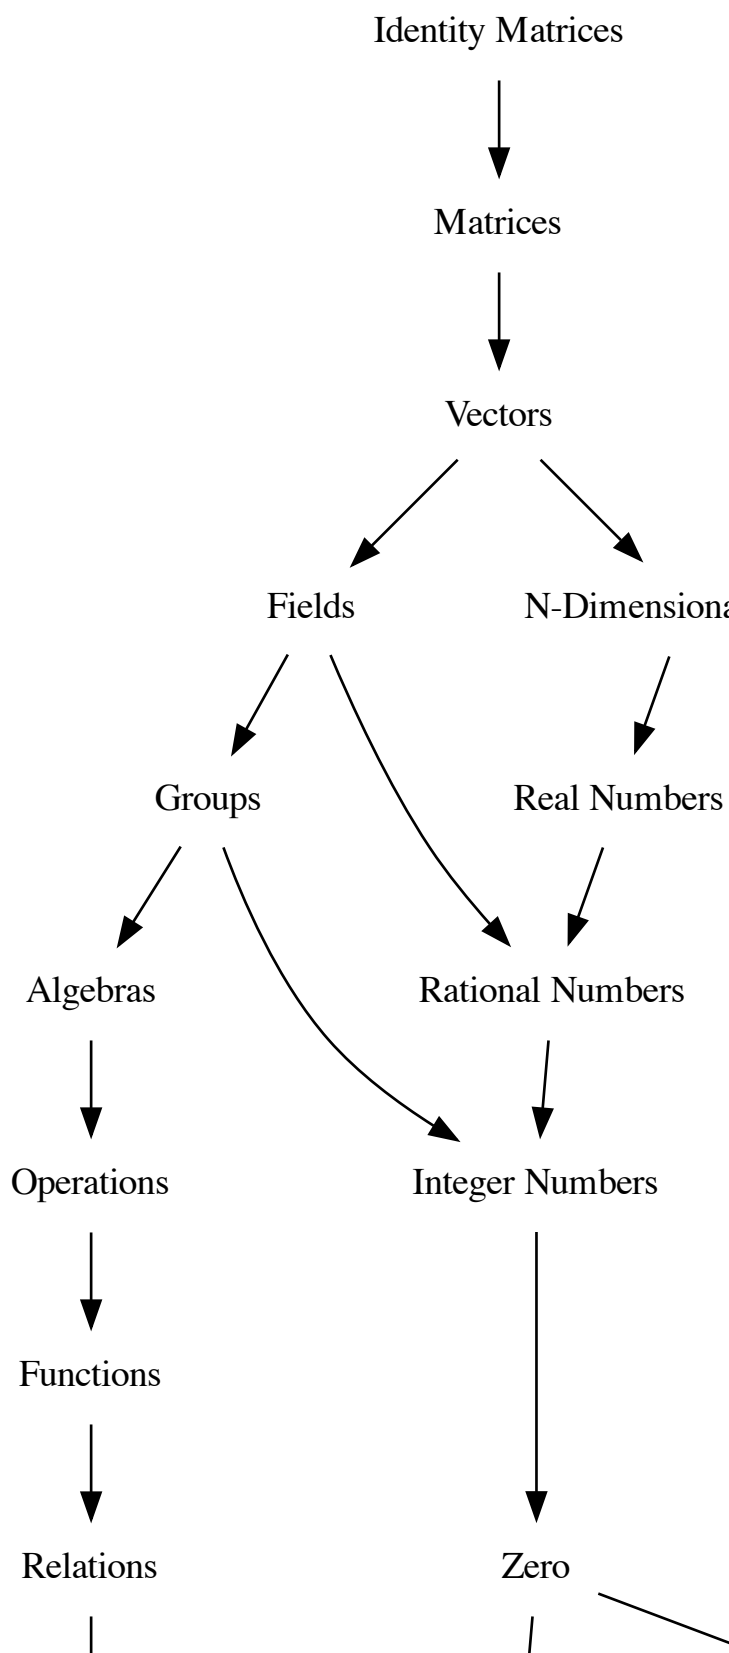 Identity Matrices
Matrices
Vectors
Fields
Groups
Real Numbers
Algebras
Rational Numbers
Operations
Integer Numbers
Functions
Relations
Zero